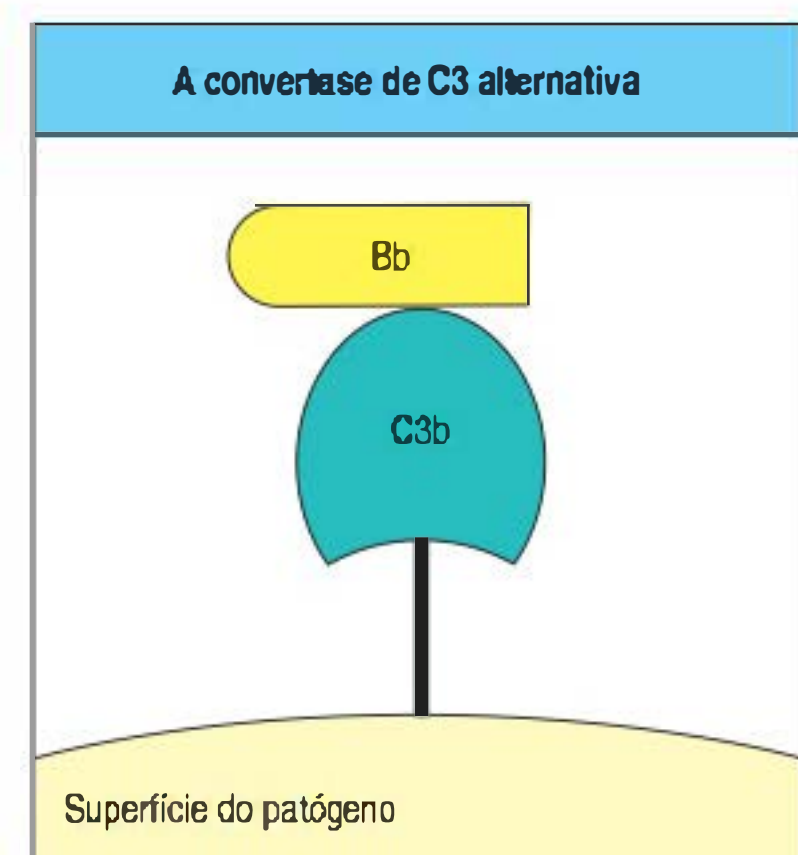 A convertase de C3 alternativa
Bb
C3b
Superfície do patógeno